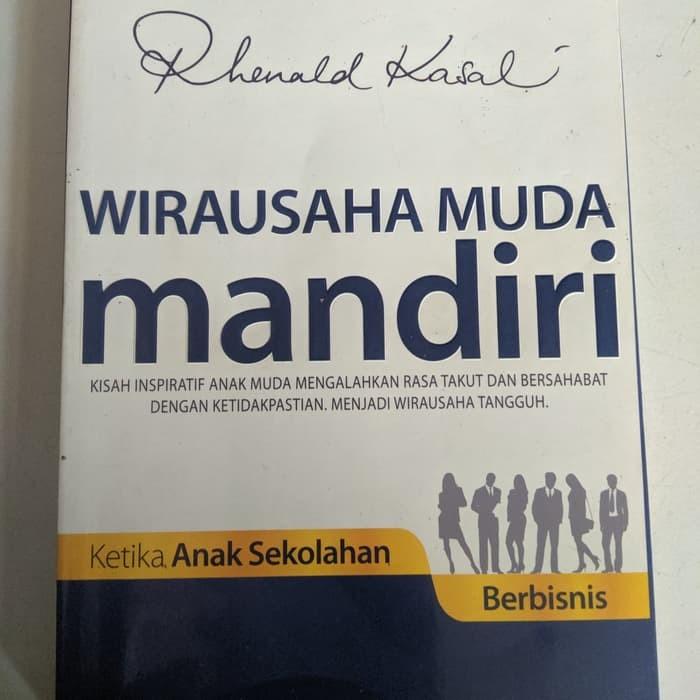 Rhenald Kasali
WIRAUSAHA MUDA
mandiri
KISAH INSPIRATIF ANAK MUDA MENGALAHKAN RASA TAKUT DAN BERSAHABAT
DENGAN KETIDAKPASTIAN. MENJADI WIRAUSAHA TANGGUH.
Ketika Anak Sekolahan
Berbisnis